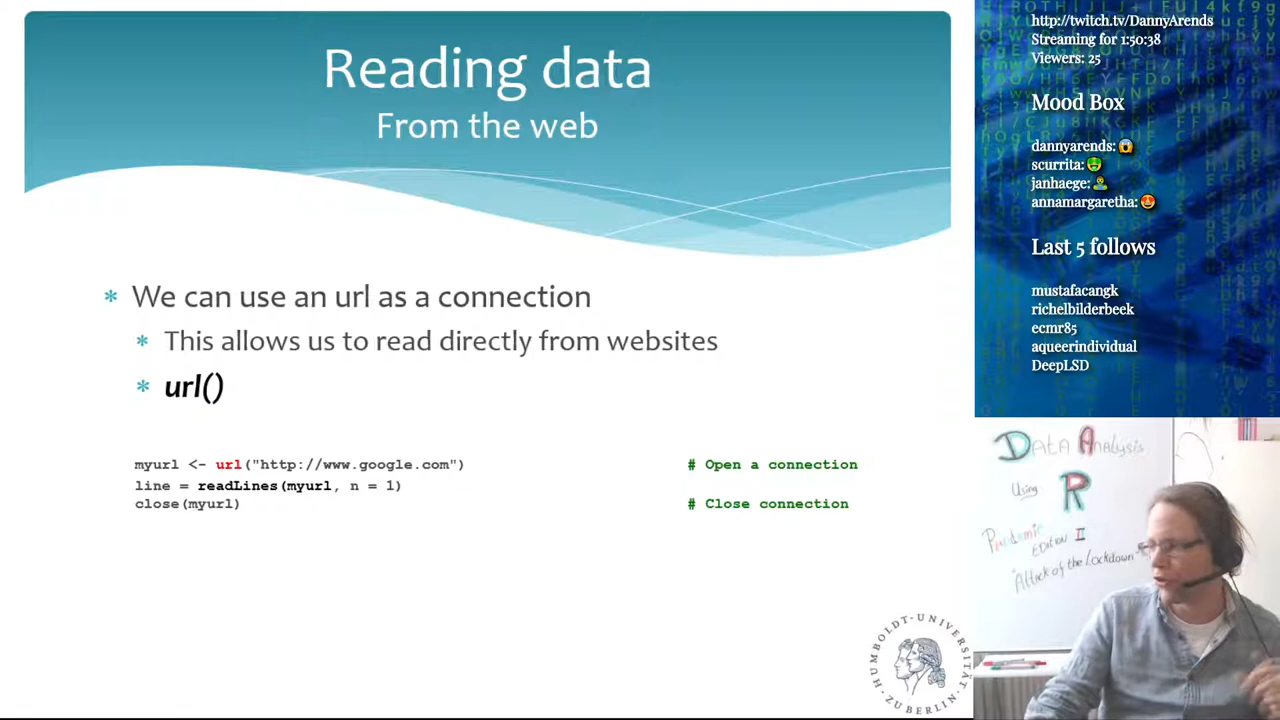 Reading data
From the web
We can use an url as a connection
This allows us to read directly from websites
url()
myurl <- url("http://www.google.com") # Open a connection
line = readLines(myurl, n = 1)
close(myurl) # Close connection
HUMBOLDT-UNIVERSITÄT
ZU BERLIN
http://twitch.tv/DannyArends
Streaming for 1:50:38
Viewers: 25
Mood Box
dannyarends: 😱
scurrita: 🤑
janhaege:
annamargaretha: 😍
Last 5 follows
mustafacangk
richelbilderbeek
ecmr85
aqueerindividual
DeepLSD
Data Analysis
Using R
Pandemic
Edition II
"Attack of the Lockdown"